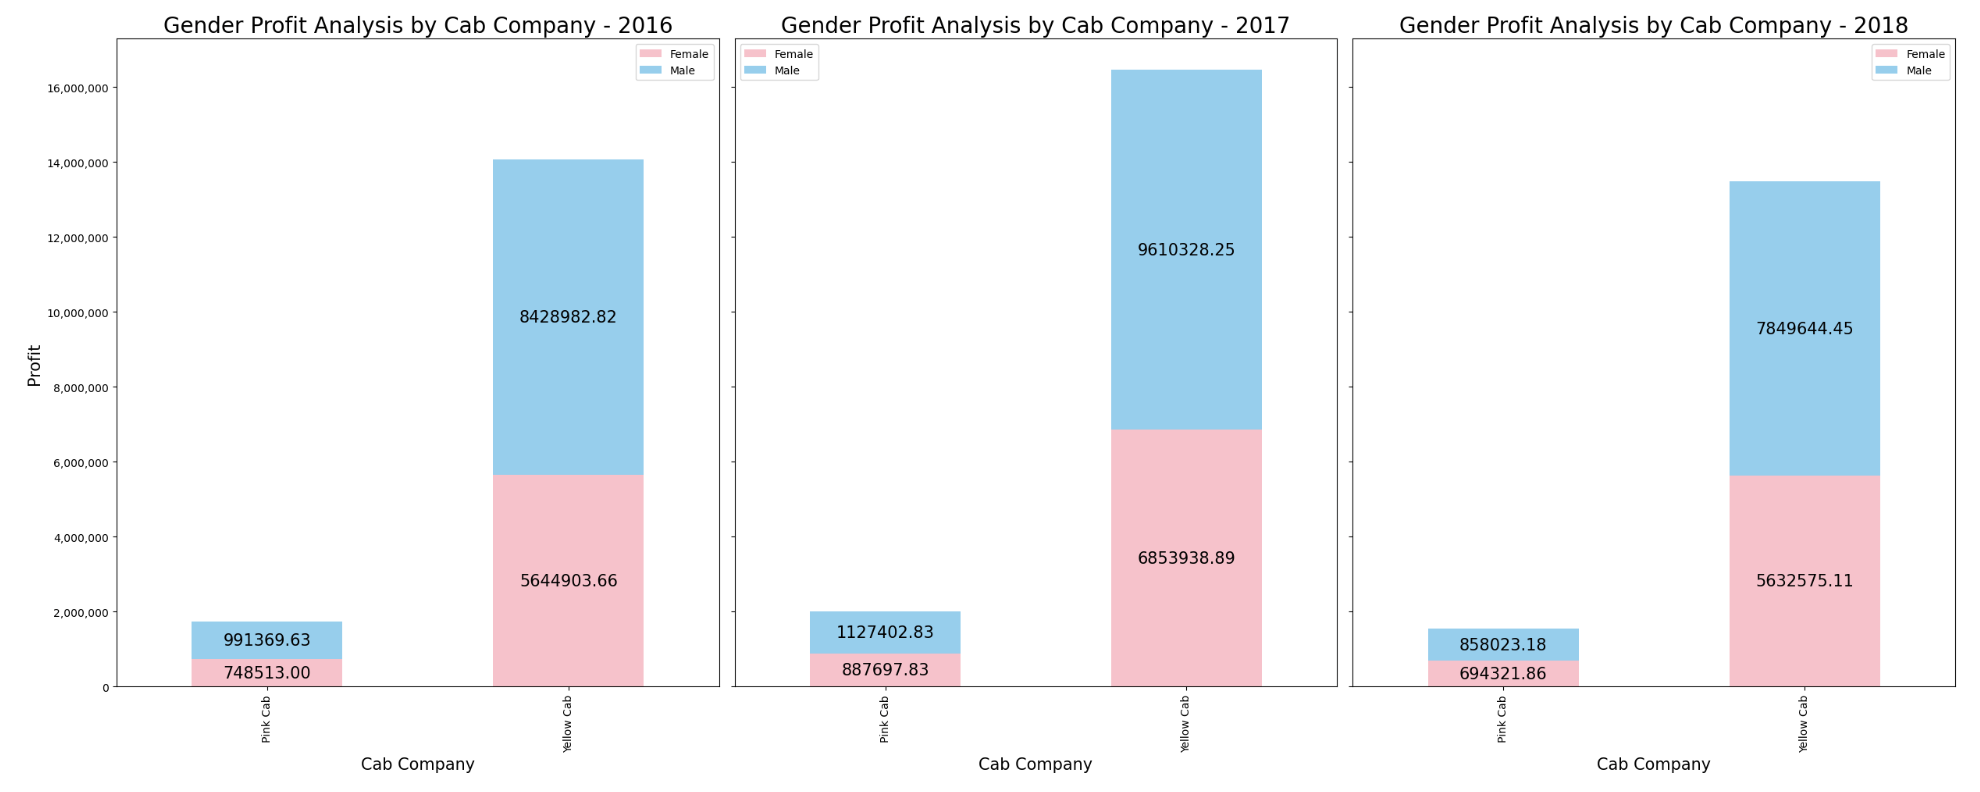 Gender Profit Analysis by Cab Company - 2016
Female
Male
16,000,000
14,000,000
12,000,000
10,000,000
8,000,000
6,000,000
4,000,000
2,000,000
0
Profit
8428982.82
5644903.66
991369.63
748513.00
Pink Cab
Yellow Cab
Cab Company
Gender Profit Analysis by Cab Company - 2017
Female
Male
9610328.25
6853938.89
1127402.83
887697.83
Pink Cab
Yellow Cab
Cab Company
Gender Profit Analysis by Cab Company - 2018
Female
Male
7849644.45
5632575.11
858023.18
694321.86
Pink Cab
Yellow Cab
Cab Company